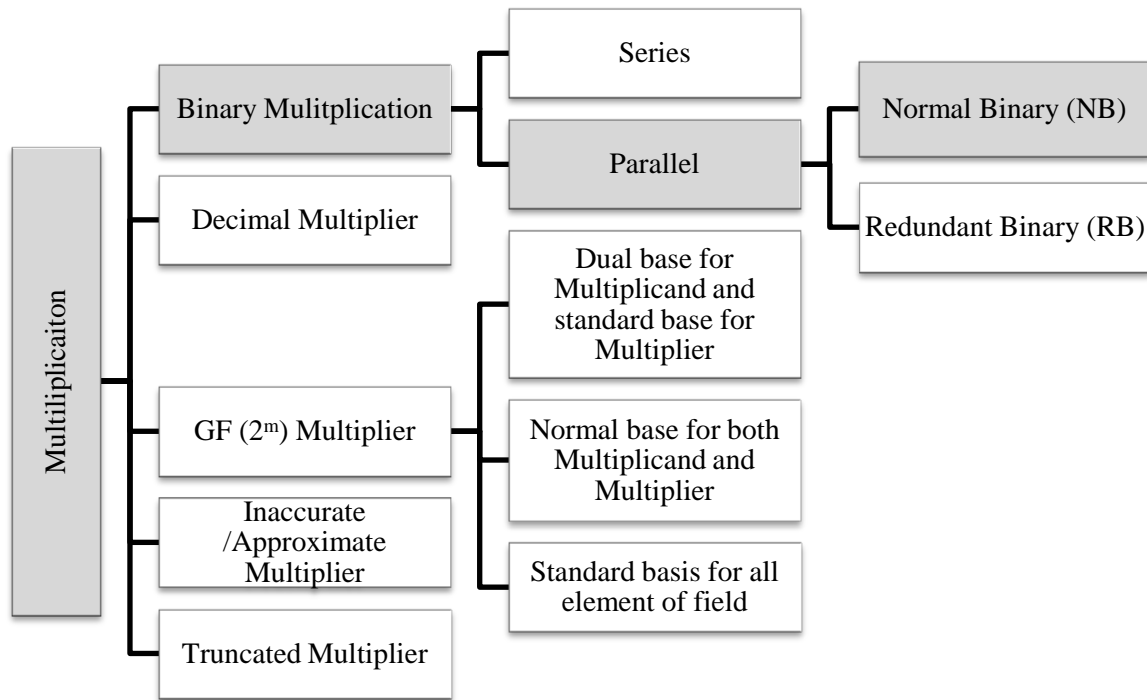 Multiliplicaiton
Binary Mulitplication
Series
Parallel
Normal Binary (NB)
Redundant Binary (RB)
Decimal Multiplier
GF (2ᵐ) Multiplier
Dual base for
Multiplicand and
standard base for
Multiplier
Normal base for both
Multiplicand and
Multiplier
Standard basis for all
element of field
Inaccurate
/Approximate
Multiplier
Truncated Multiplier